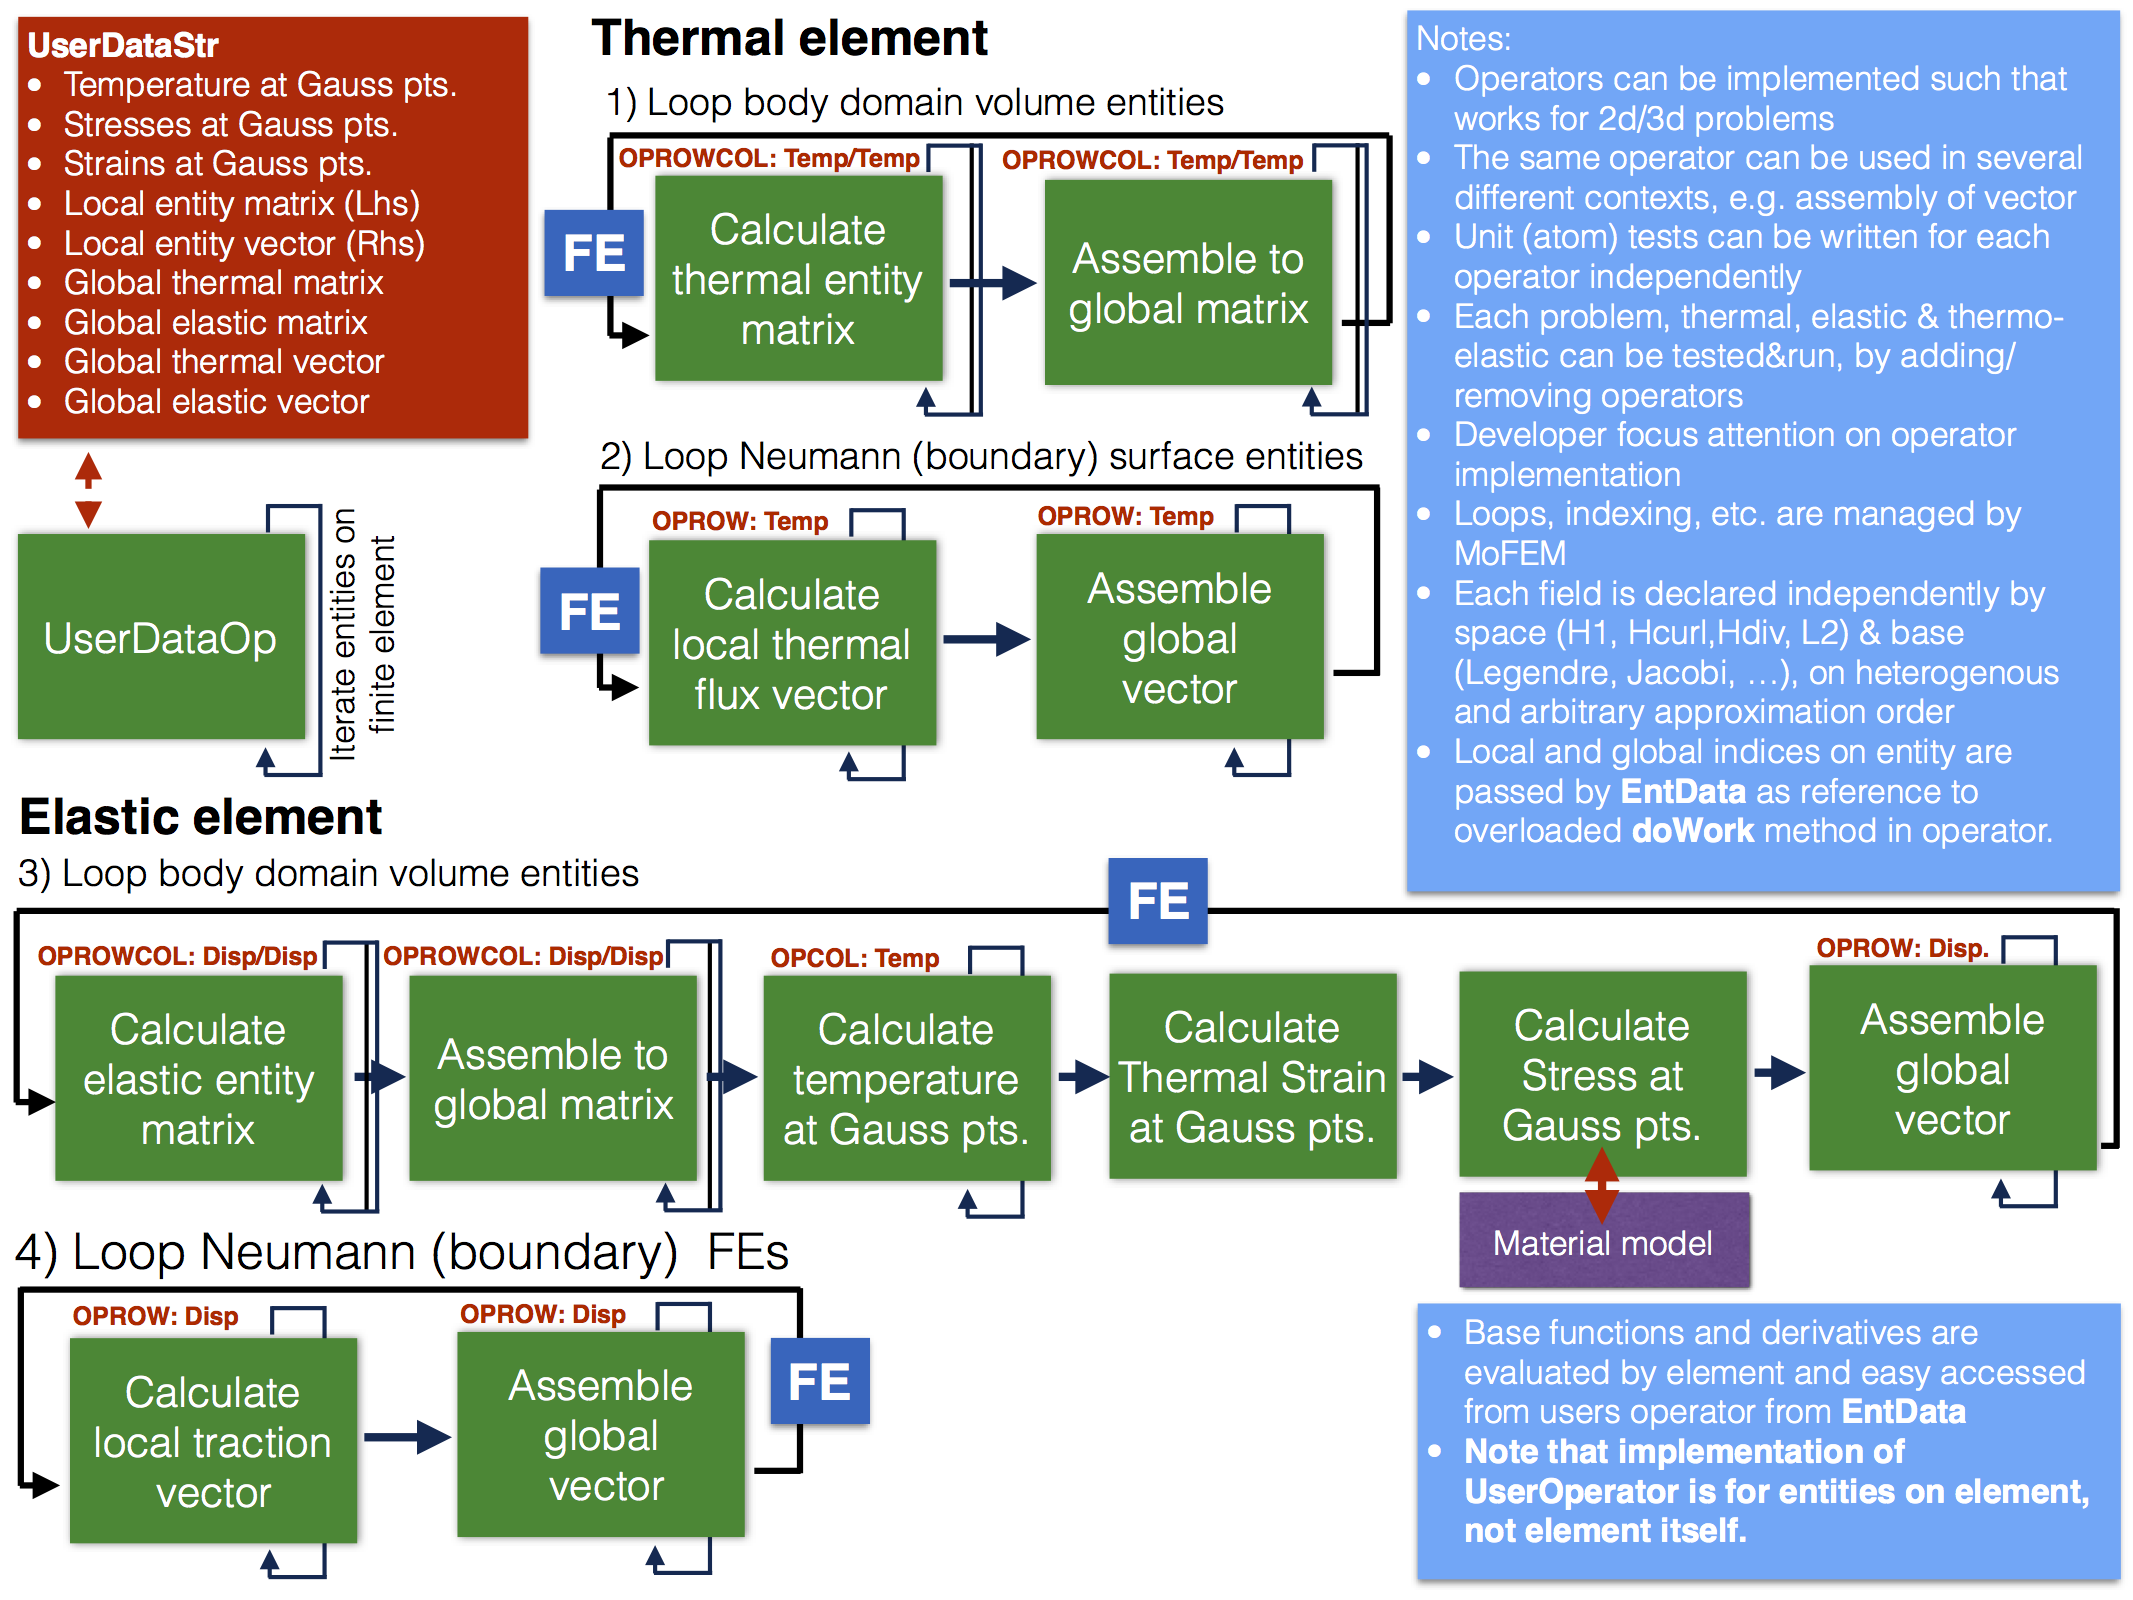 UserDataStr
• Temperature at Gauss pts.
• Stresses at Gauss pts.
• Strains at Gauss pts.
• Local entity matrix (Lhs)
• Local entity vector (Rhs)
• Global thermal matrix
• Global elastic matrix
• Global thermal vector
• Global elastic vector
UserDataOp
Iterate entities on
finite element
Thermal element
1) Loop body domain volume entities
OPROWCOL: Temp/Temp
OPROWCOL: Temp/Temp
FE
Calculate
thermal entity
matrix
Assemble to
global matrix
2) Loop Neumann (boundary) surface entities
OPROW: Temp
OPROW: Temp
FE
Calculate
local thermal
flux vector
Assemble
global
vector
Notes:
• Operators can be implemented such that
works for 2d/3d problems
• The same operator can be used in several
different contexts, e.g. assembly of vector
• Unit (atom) tests can be written for each
operator independently
• Each problem, thermal, elastic & thermo-
elastic can be tested&run, by adding/
removing operators
• Developer focus attention on operator
implementation
• Loops, indexing, etc. are managed by
MoFEM
• Each field is declared independently by
space (H1, Hcurl,Hdiv, L2) & base
(Legendre, Jacobi, …), on heterogenous
and arbitrary approximation order
• Local and global indices on entity are
passed by EntData as reference to
overloaded doWork method in operator.
Elastic element
3) Loop body domain volume entities
FE
OPROWCOL: Disp/Disp
OPROWCOL: Disp/Disp
OPCOL: Temp
OPROW: Disp.
Calculate
elastic entity
matrix
Assemble to
global matrix
Calculate
temperature
at Gauss pts.
Calculate
Thermal Strain
at Gauss pts.
Calculate
Stress at
Gauss pts.
Assemble
global
vector
Material model
4) Loop Neumann (boundary) FEs
OPROW: Disp
OPROW: Disp
Calculate
local traction
vector
Assemble
global
vector
FE
• Base functions and derivatives are
evaluated by element and easy accessed
from users operator from EntData
• Note that implementation of
UserOperator is for entities on element,
not element itself.